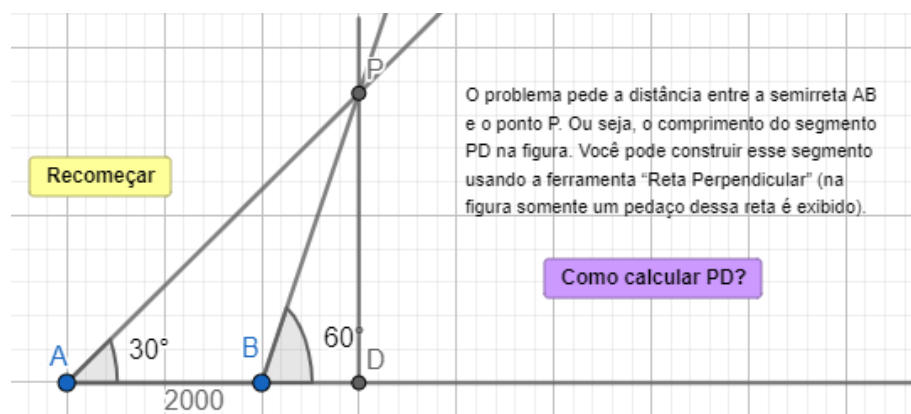 P
O problema pede a distância entre a semirreta AB
e o ponto P. Ou seja, o comprimento do segmento
PD na figura. Você pode construir esse segmento
usando a ferramenta “Reta Perpendicular” (na
figura somente um pedaço dessa reta é exibido).
Recomeçar
Como calcular PD?
A
30°
B
60°
D
2000